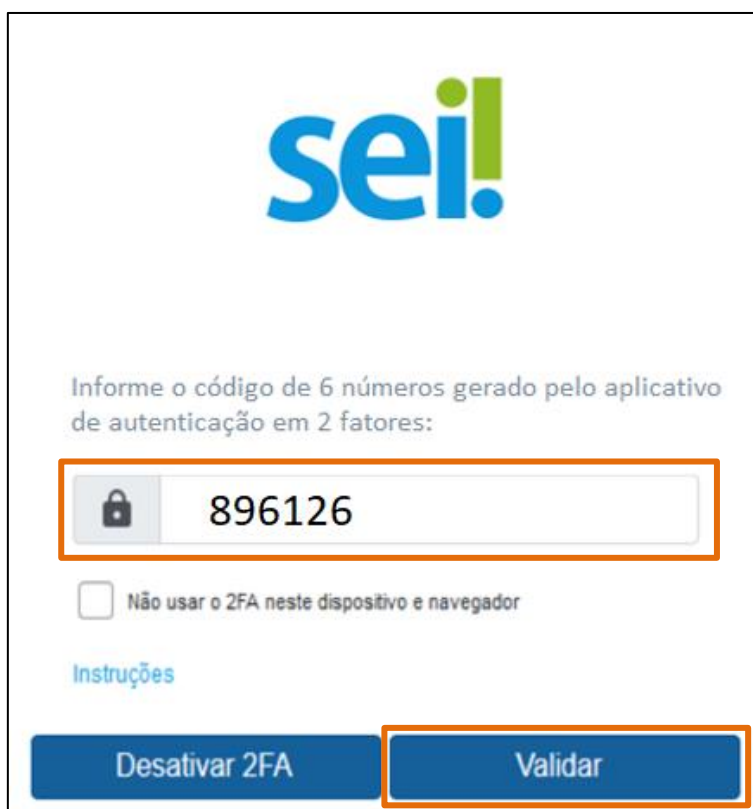 sei!
Informe o código de 6 números gerado pelo aplicativo
de autenticação em 2 fatores:
896126
Não usar o 2FA neste dispositivo e navegador
Instruções
Desativar 2FA
Validar